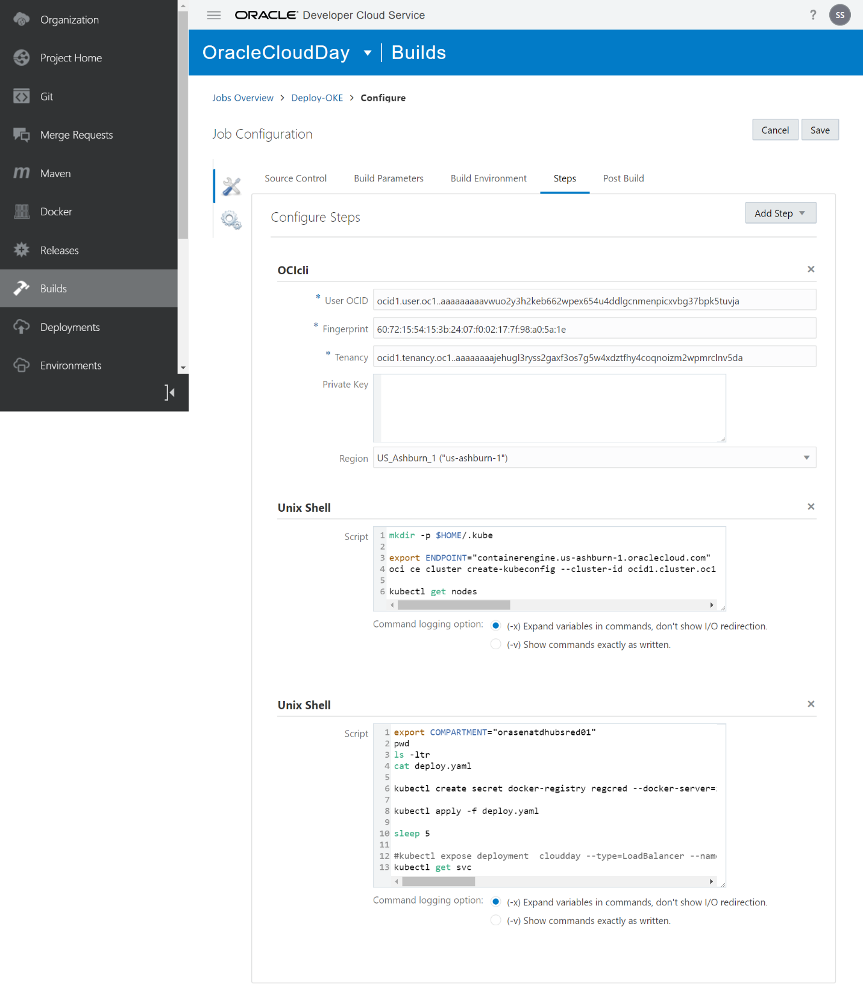 Organization
Project Home
Git
Merge Requests
Maven
Docker
Releases
Builds
Deployments
Environments
ORACLE Developer Cloud Service
? SS
OracleCloudDay | Builds
Jobs Overview > Deploy-OKE > Configure
Job Configuration
Cancel Save
Source Control Build Parameters Build Environment Steps Post Build
Configure Steps
Add Step
OCIcli
* User OCID ocid1.user.oc1..aaaaaaaaavwuo2y3h2keb662wpex654u4ddlgcnmenpicxvbg37bpk5tuvja
* Fingerprint 60:72:15:54:15:3b:24:07:f0:02:17:7f:98:a0:5a:1e
* Tenancy ocid1.tenancy.oc1..aaaaaaaajehugl3ryss2gaxf3os7g5w4xdztfhy4coqnoizm2wpmrclnv5da
Private Key
Region US_Ashburn_1 ("us-ashburn-1")
Unix Shell
Script
1 mkdir -p $HOME/.kube
2
3 export ENDPOINT="containerengine.us-ashburn-1.oraclecloud.com"
4 oci ce cluster create-kubeconfig --cluster-id ocid1.cluster.oc1
5
6 kubectl get nodes
Command logging option: (-x) Expand variables in commands, don't show I/O redirection.
(-v) Show commands exactly as written.
Unix Shell
Script
1 export COMPARTMENT="orasenatdhubsred01"
2 pwd
3 ls -ltr
4 cat deploy.yaml
5
6 kubectl create secret docker-registry regcred --docker-server=
7
8 kubectl apply -f deploy.yaml
9
10 sleep 5
11
12 #kubectl expose deployment  cloudday --type=LoadBalancer --nam
13 kubectl get svc
Command logging option: (-x) Expand variables in commands, don't show I/O redirection.
(-v) Show commands exactly as written.